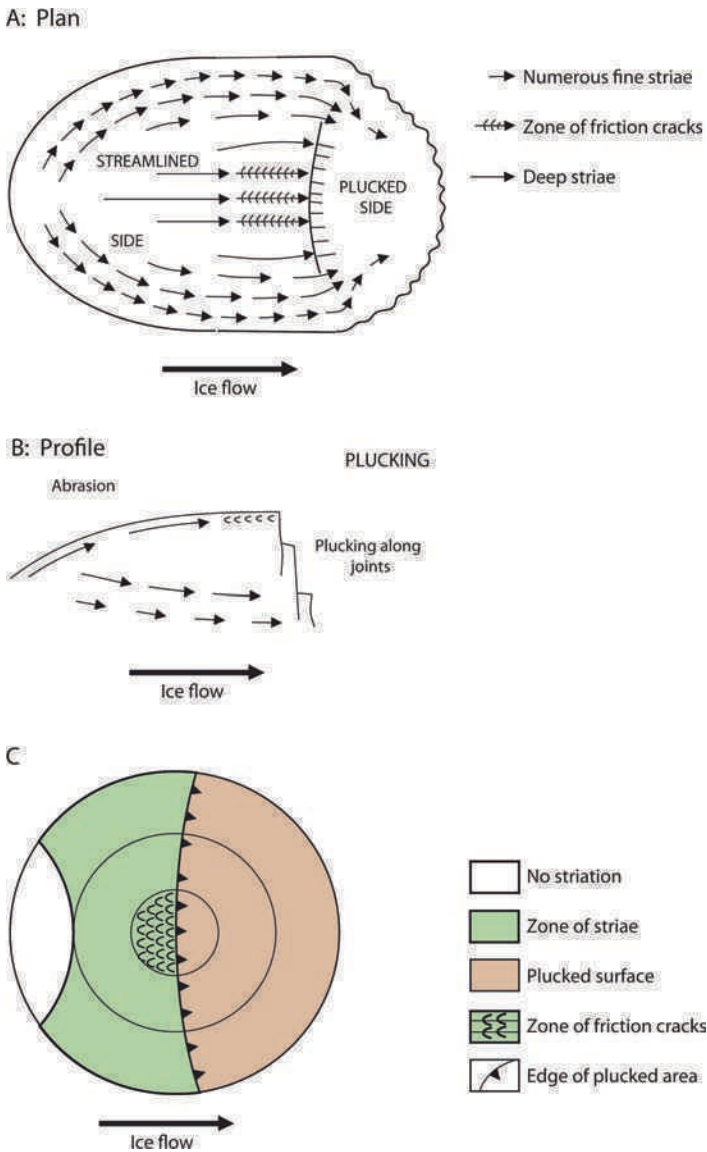 A: Plan
Numerous fine striae
Zone of friction cracks
Deep striae
STREAMLINED
SIDE
PLUCKED
SIDE
Ice flow
B: Profile
PLUCKING
Abrasion
Plucking along
joints
Ice flow
C
No striation
Zone of striae
Plucked surface
Zone of friction cracks
Edge of plucked area
Ice flow